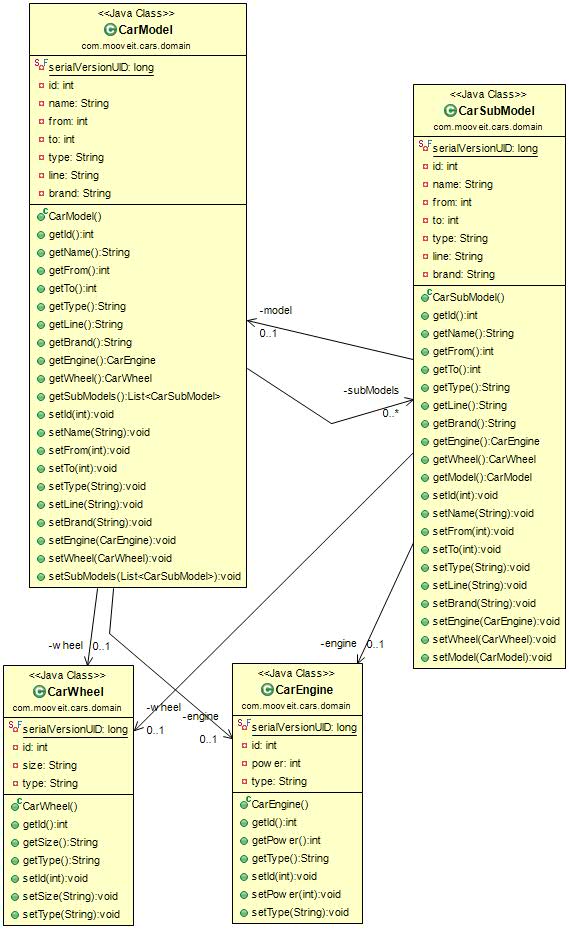 <<Java Class>>
CarModel
com.mooveit.cars.domain
serialVersionUID: long
id: int
name: String
from: int
to: int
type: String
line: String
brand: String
CarModel()
getId():int
getName():String
getFrom():int
getTo():int
getType():String
getLine():String
getBrand():String
getEngine():CarEngine
getWheel():CarWheel
getSubModels():List<CarSubModel>
setId(int):void
setName(String):void
setFrom(int):void
setTo(int):void
setType(String):void
setLine(String):void
setBrand(String):void
setEngine(CarEngine):void
setWheel(CarWheel):void
setSubModels(List<CarSubModel>):void
<<Java Class>>
CarSubModel
com.mooveit.cars.domain
serialVersionUID: long
id: int
name: String
from: int
to: int
type: String
line: String
brand: String
CarSubModel()
getId():int
getName():String
getFrom():int
getTo():int
getType():String
getLine():String
getBrand():String
getEngine():CarEngine
getWheel():CarWheel
getModel():CarModel
setId(int):void
setName(String):void
setFrom(int):void
setTo(int):void
setType(String):void
setLine(String):void
setBrand(String):void
setEngine(CarEngine):void
setWheel(CarWheel):void
setModel(CarModel):void
-model
0..1
-subModels
0..*
-wheel
0..1
-engine
0..1
-wheel
0..1
-engine
0..1
<<Java Class>>
CarWheel
com.mooveit.cars.domain
serialVersionUID: long
id: int
size: String
type: String
CarWheel()
getId():int
getSize():String
getType():String
setId(int):void
setSize(String):void
setType(String):void
<<Java Class>>
CarEngine
com.mooveit.cars.domain
serialVersionUID: long
id: int
power: int
type: String
CarEngine()
getId():int
getPower():int
getType():String
setId(int):void
setPower(int):void
setType(String):void